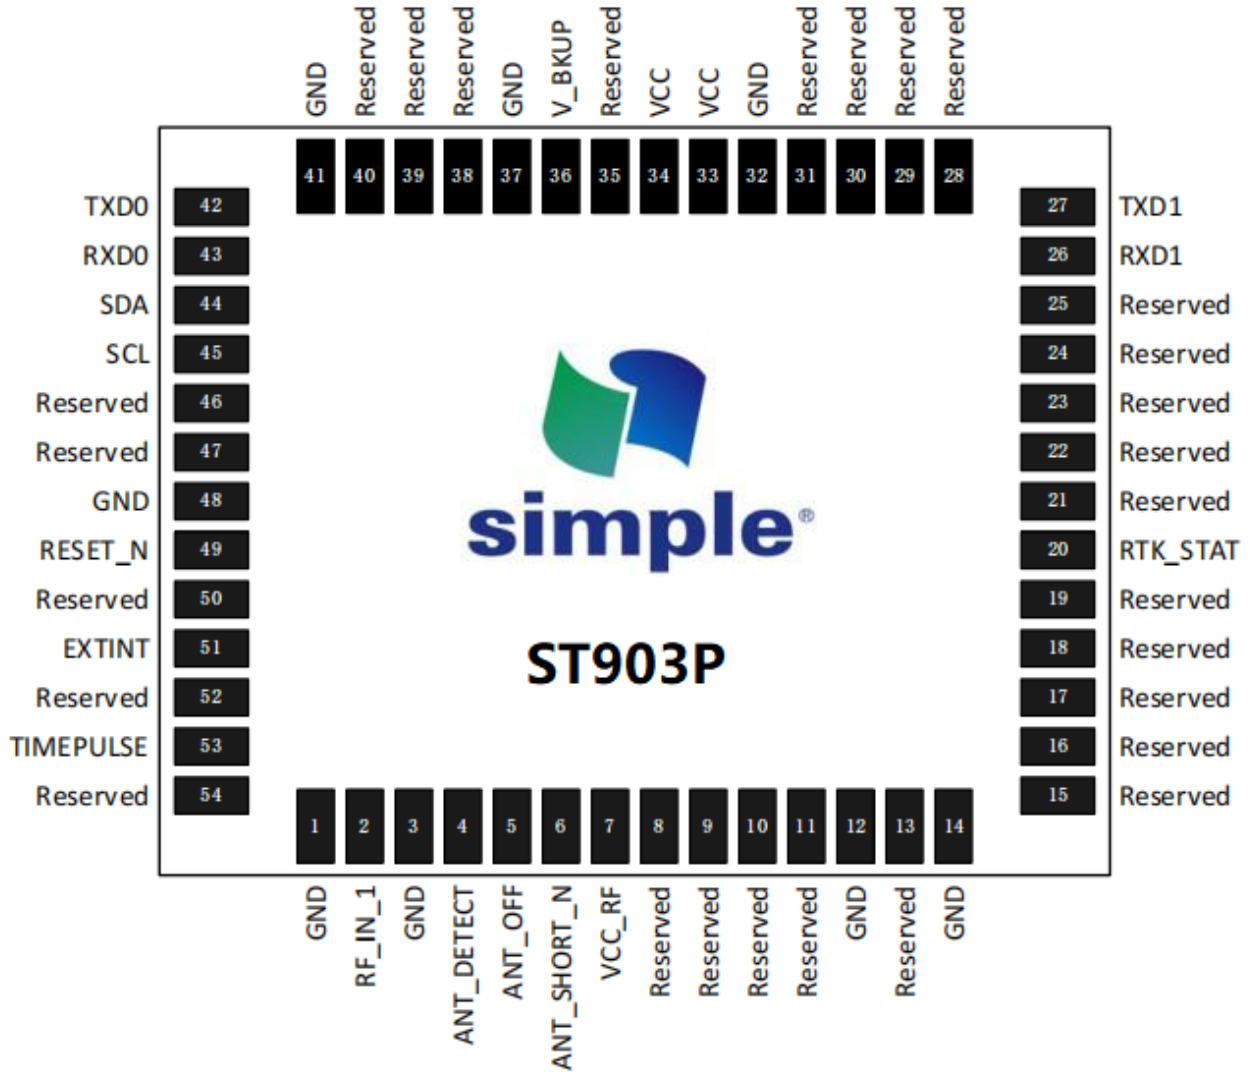 GND Reserved Reserved Reserved GND V_BKUP Reserved VCC VCC GND Reserved Reserved Reserved Reserved
41 40 39 38 37 36 35 34 33 32 31 30 29 28
TXD0 42 27 TXD1
RXD0 43 26 RXD1
SDA 44 25 Reserved
SCL 45 24 Reserved
Reserved 46 23 Reserved
Reserved 47 22 Reserved
GND 48 21 Reserved
simple®
RESET_N 49 20 RTK_STAT
Reserved 50 19 Reserved
EXTINT 51 18 Reserved
ST903P
Reserved 52 17 Reserved
TIMEPULSE 53 16 Reserved
Reserved 54 15 Reserved
1 2 3 4 5 6 7 8 9 10 11 12 13 14
GND RF_IN_1 GND ANT_DETECT ANT_OFF ANT_SHORT_N VCC_RF Reserved Reserved Reserved Reserved GND Reserved GND